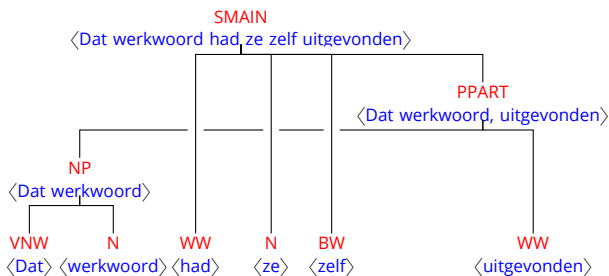 SMAIN
⟨Dat werkwoord had ze zelf uitgevonden⟩
PPART
⟨Dat werkwoord, uitgevonden⟩
NP
⟨Dat werkwoord⟩
VNW N WW N BW WW
⟨Dat⟩ ⟨werkwoord⟩ ⟨had⟩ ⟨ze⟩ ⟨zelf⟩ ⟨uitgevonden⟩